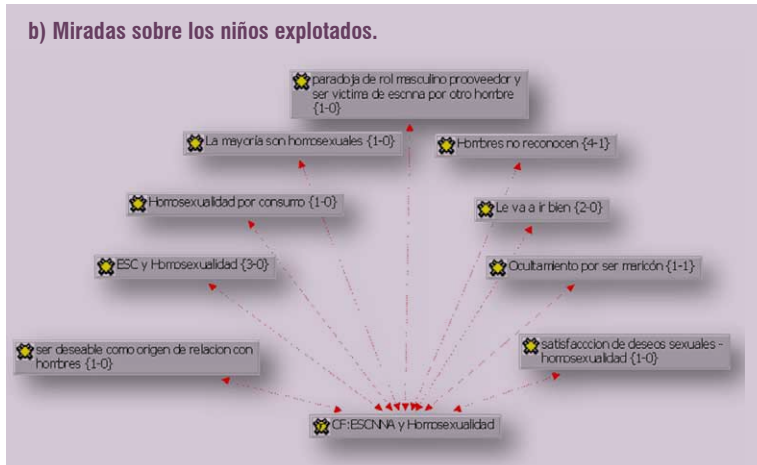 b) Miradas sobre los niños explotados.
paradoja de rol masculino prooveedor y
ser victima de escnna por otro hombre
{1-0}
La mayoría son homosexuales {1-0}
Hombres no reconocen {4-1}
Homosexualidad por consumo {1-0}
Le va a ir bien {2-0}
ESC y Homosexualidad {3-0}
Ocultamiento por ser maricón {1-1}
ser deseable como origen de relacion con
hombres {1-0}
satisfacccion de deseos sexuales -
homosexualidad {1-0}
CF:ESCNNA y Homosexualidad